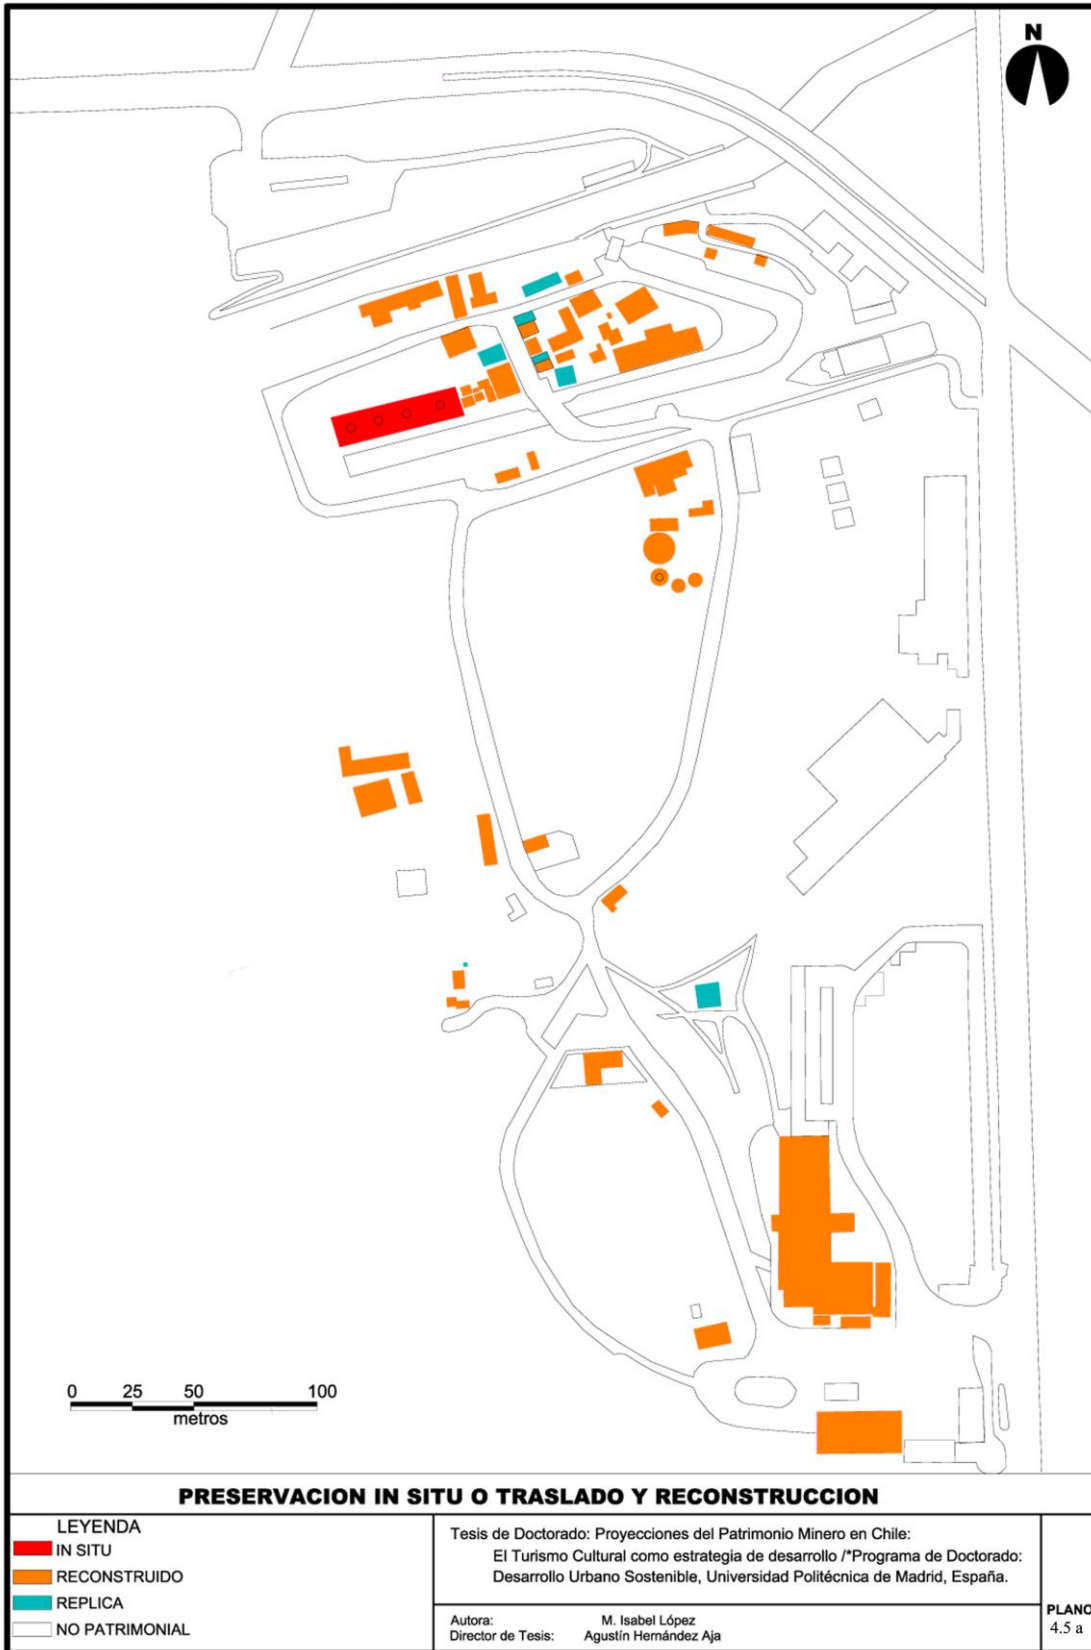 N
0 25 50 100
metros
PRESERVACION IN SITU O TRASLADO Y RECONSTRUCCION
LEYENDA
IN SITU
RECONSTRUIDO
REPLICA
NO PATRIMONIAL
Tesis de Doctorado: Proyecciones del Patrimonio Minero en Chile:
El Turismo Cultural como estrategia de desarrollo /*Programa de Doctorado:
Desarrollo Urbano Sostenible, Universidad Politécnica de Madrid, España.
Autora: M. Isabel López
Director de Tesis: Agustín Hernández Aja
PLANO
4.5 a